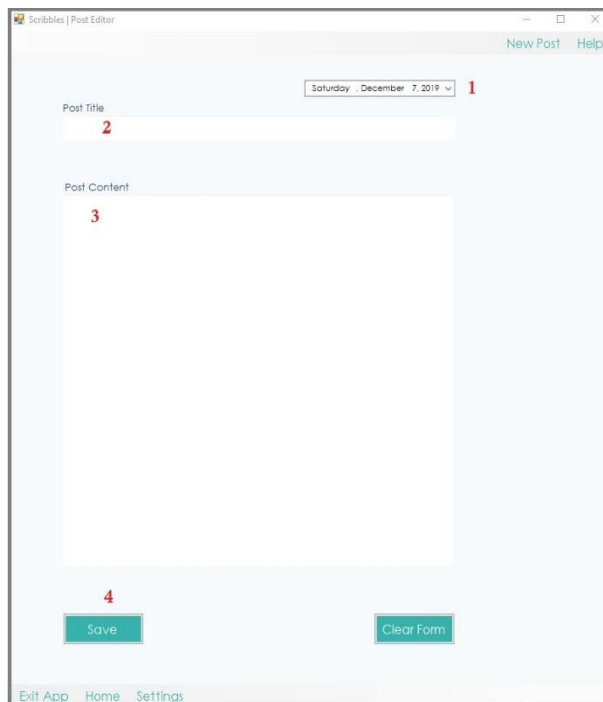 Scribbles | Post Editor
New Post Help
Saturday , December 7, 2019 1
Post Title
2
Post Content
3
4
Save Clear Form
Exit App Home Settings